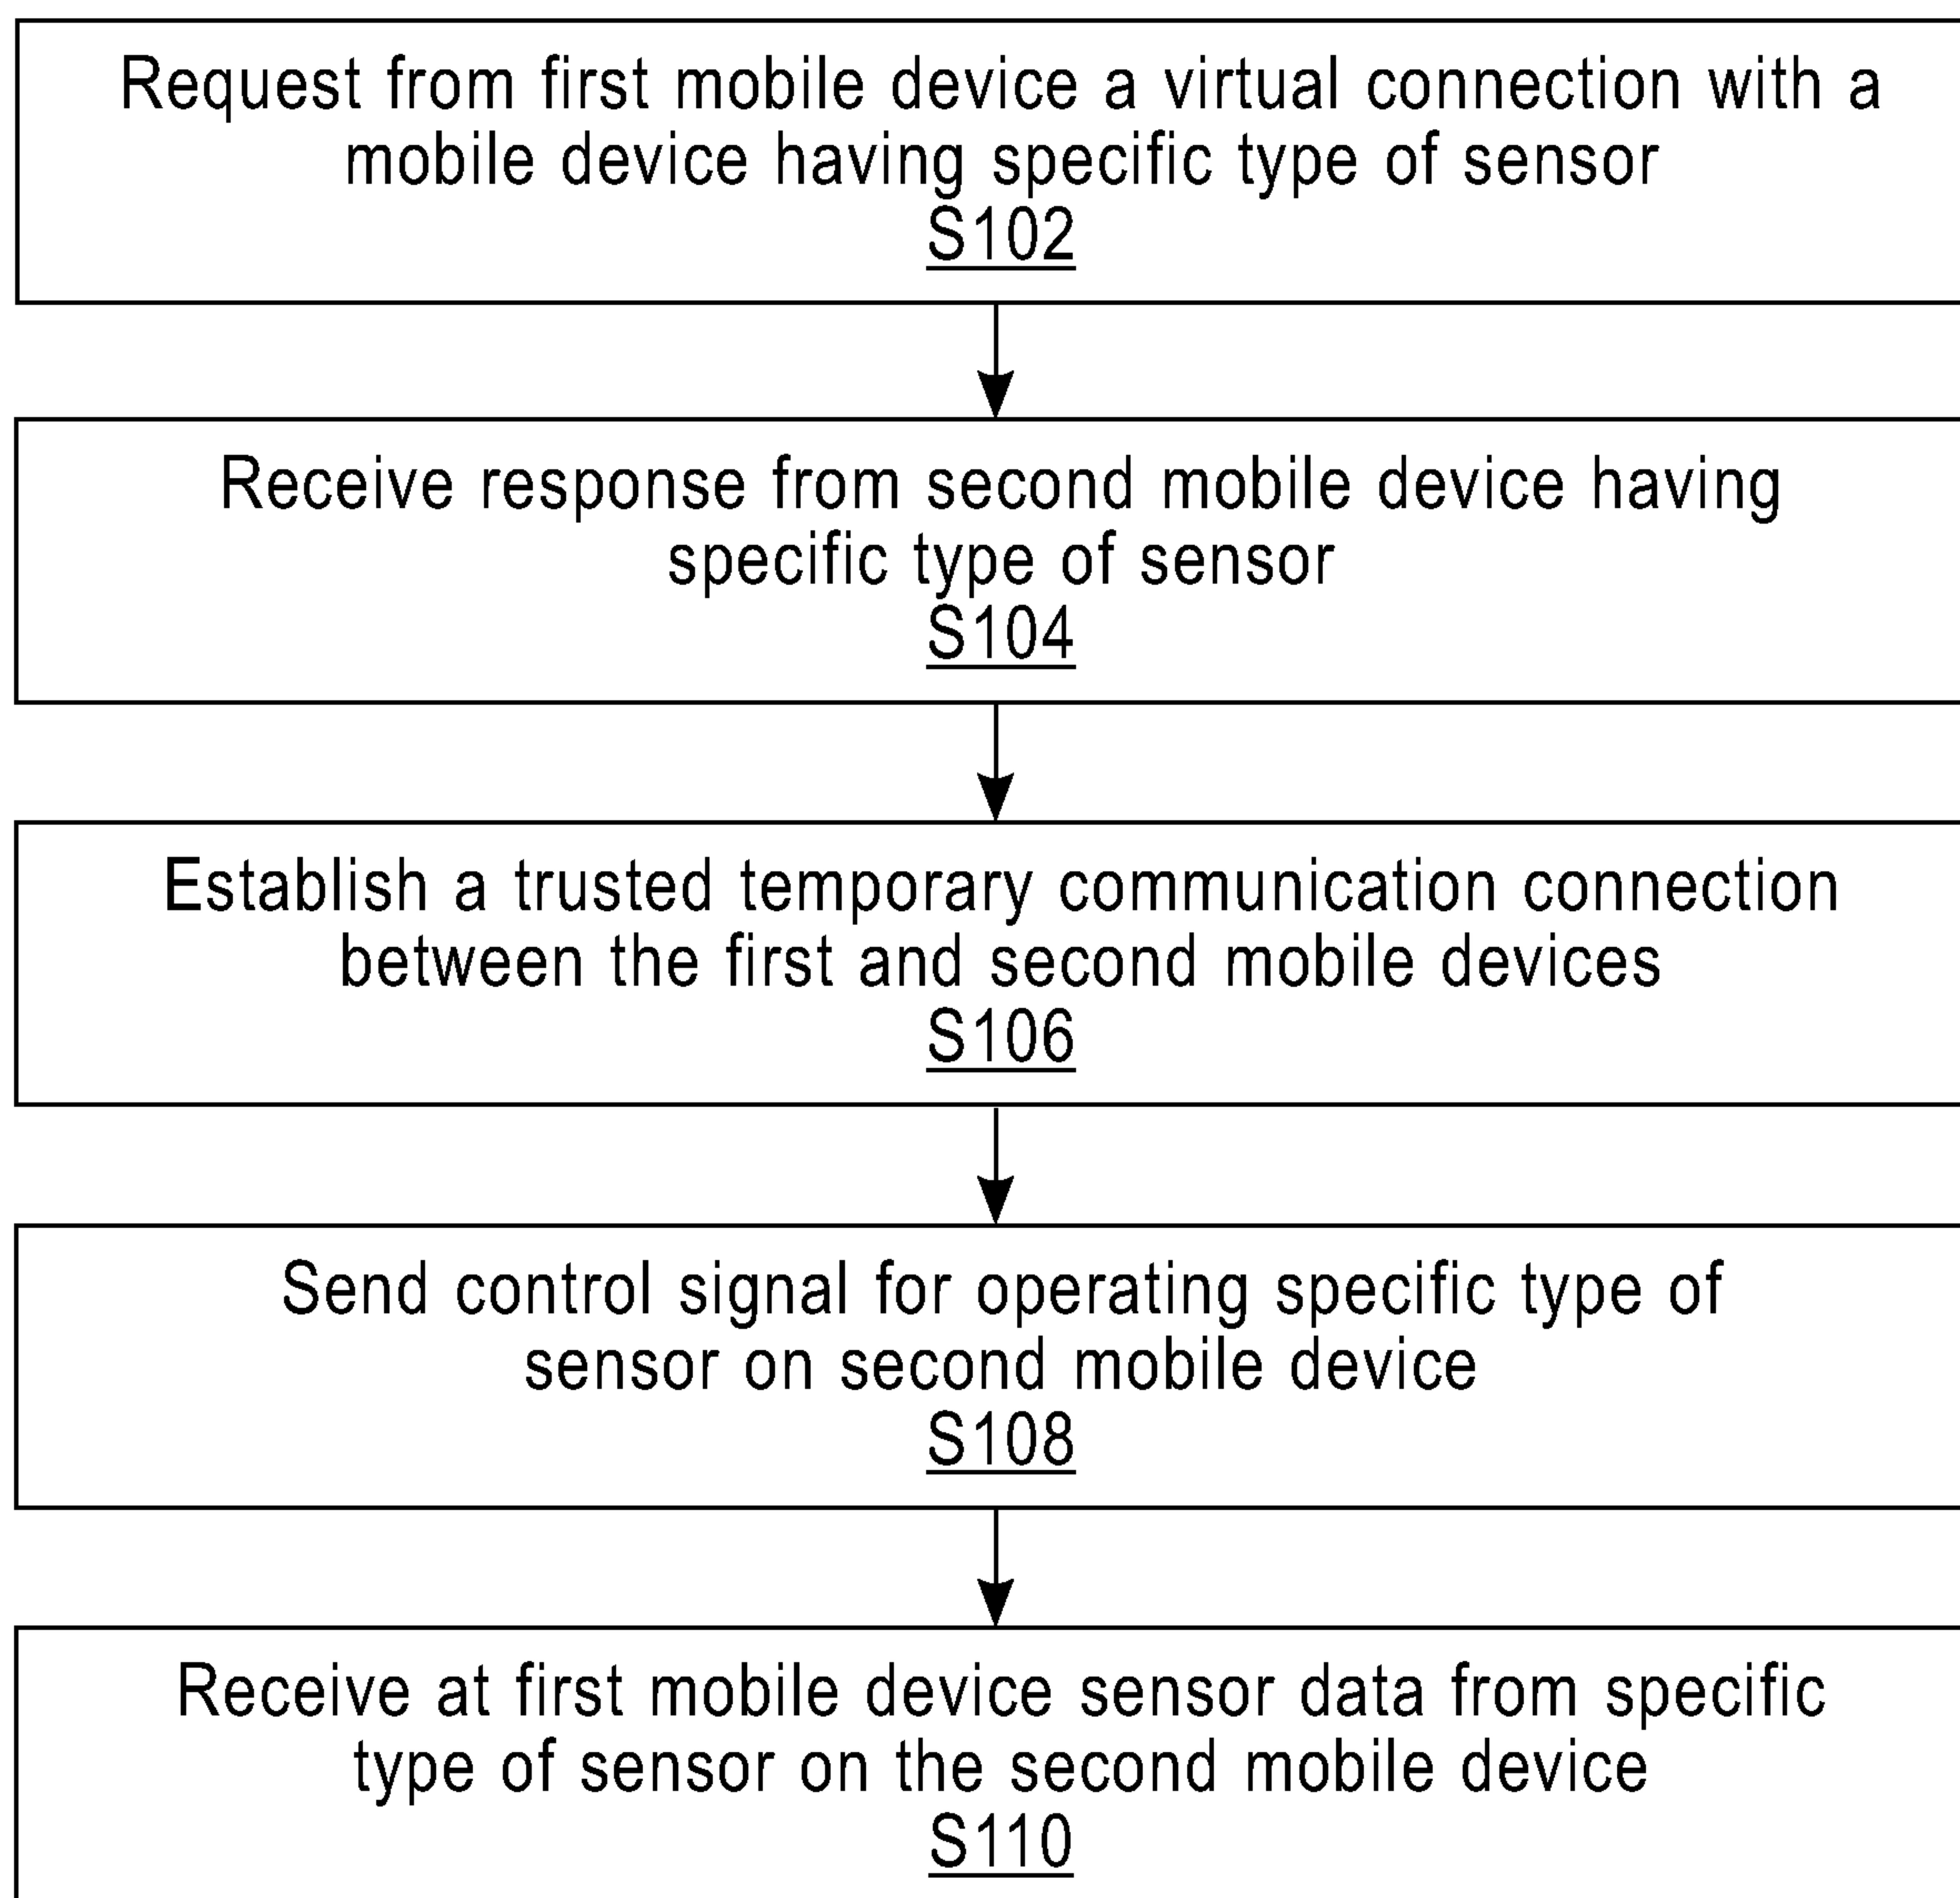 Request from first mobile device a virtual connection with a
mobile device having specific type of sensor
S102
Receive response from second mobile device having
specific type of sensor
S104
Establish a trusted temporary communication connection
between the first and second mobile devices
S106
Send control signal for operating specific type of
sensor on second mobile device
S108
Receive at first mobile device sensor data from specific
type of sensor on the second mobile device
S110